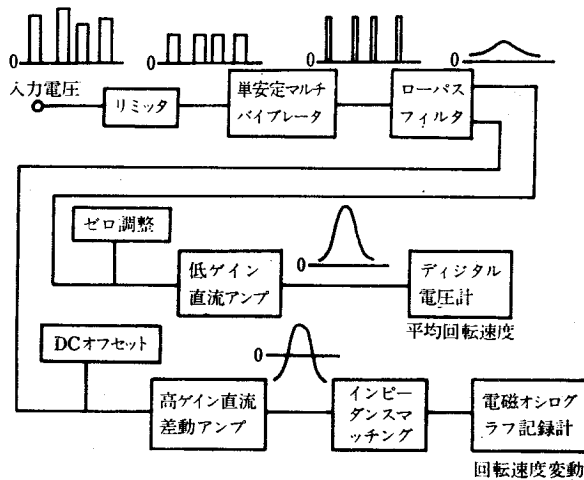 0
0
0
0
入力電圧
リミッタ
単安定マルチ
バイブレータ
ローパス
フィルタ
ゼロ調整
低ゲイン
直流アンプ
0
ディジタル
電圧計
平均回転速度
DCオフセット
高ゲイン直流
差動アンプ
0
インピー
ダンスマ
ッチング
電磁オシログ
ラフ記録計
回転速度変動